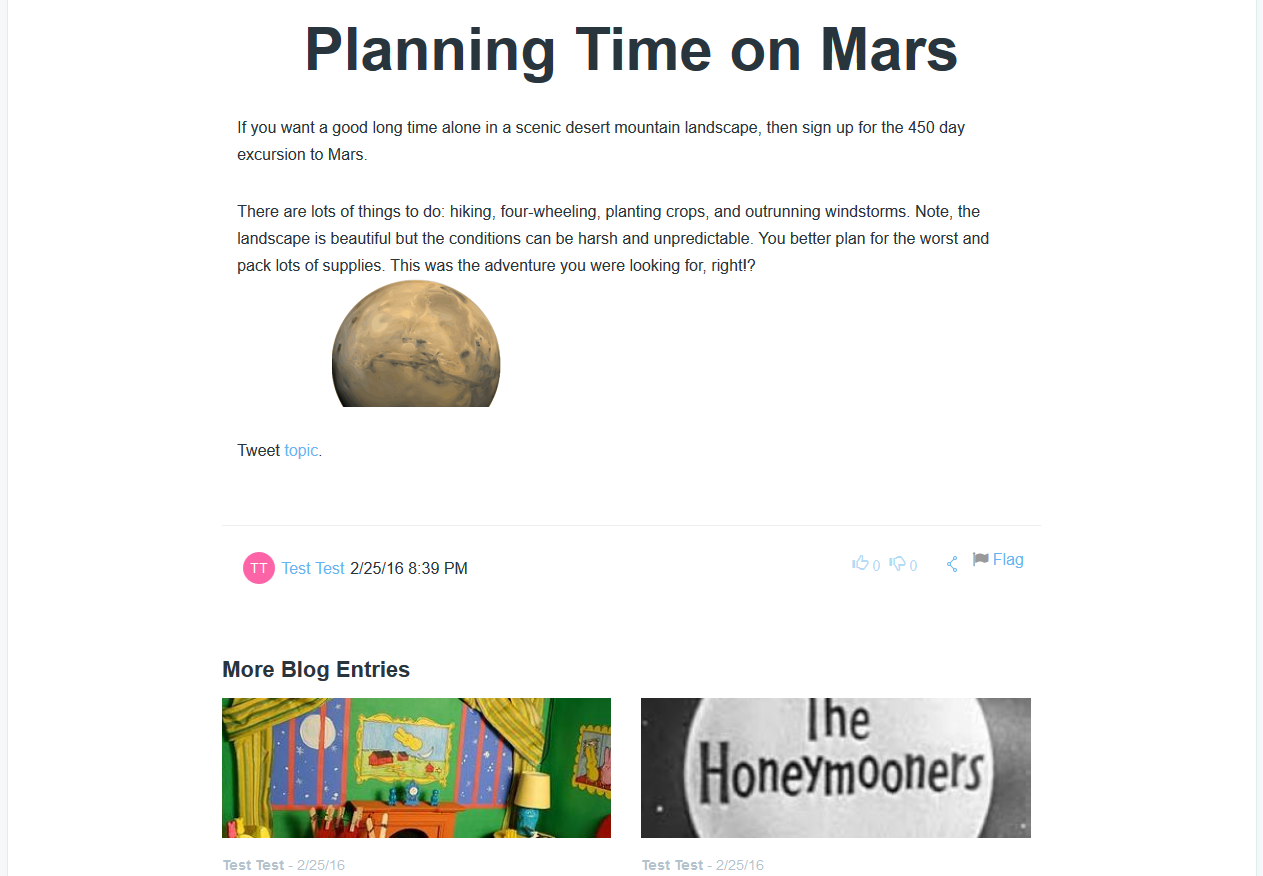 Planning Time on Mars
If you want a good long time alone in a scenic desert mountain landscape, then sign up for the 450 day
excursion to Mars.
There are lots of things to do: hiking, four-wheeling, planting crops, and outrunning windstorms. Note, the
landscape is beautiful but the conditions can be harsh and unpredictable. You better plan for the worst and
pack lots of supplies. This was the adventure you were looking for, right!?
Tweet topic.
TT Test Test 2/25/16 8:39 PM 0 0 Flag
More Blog Entries
The
Honeymooners
Test Test - 2/25/16
Test Test - 2/25/16